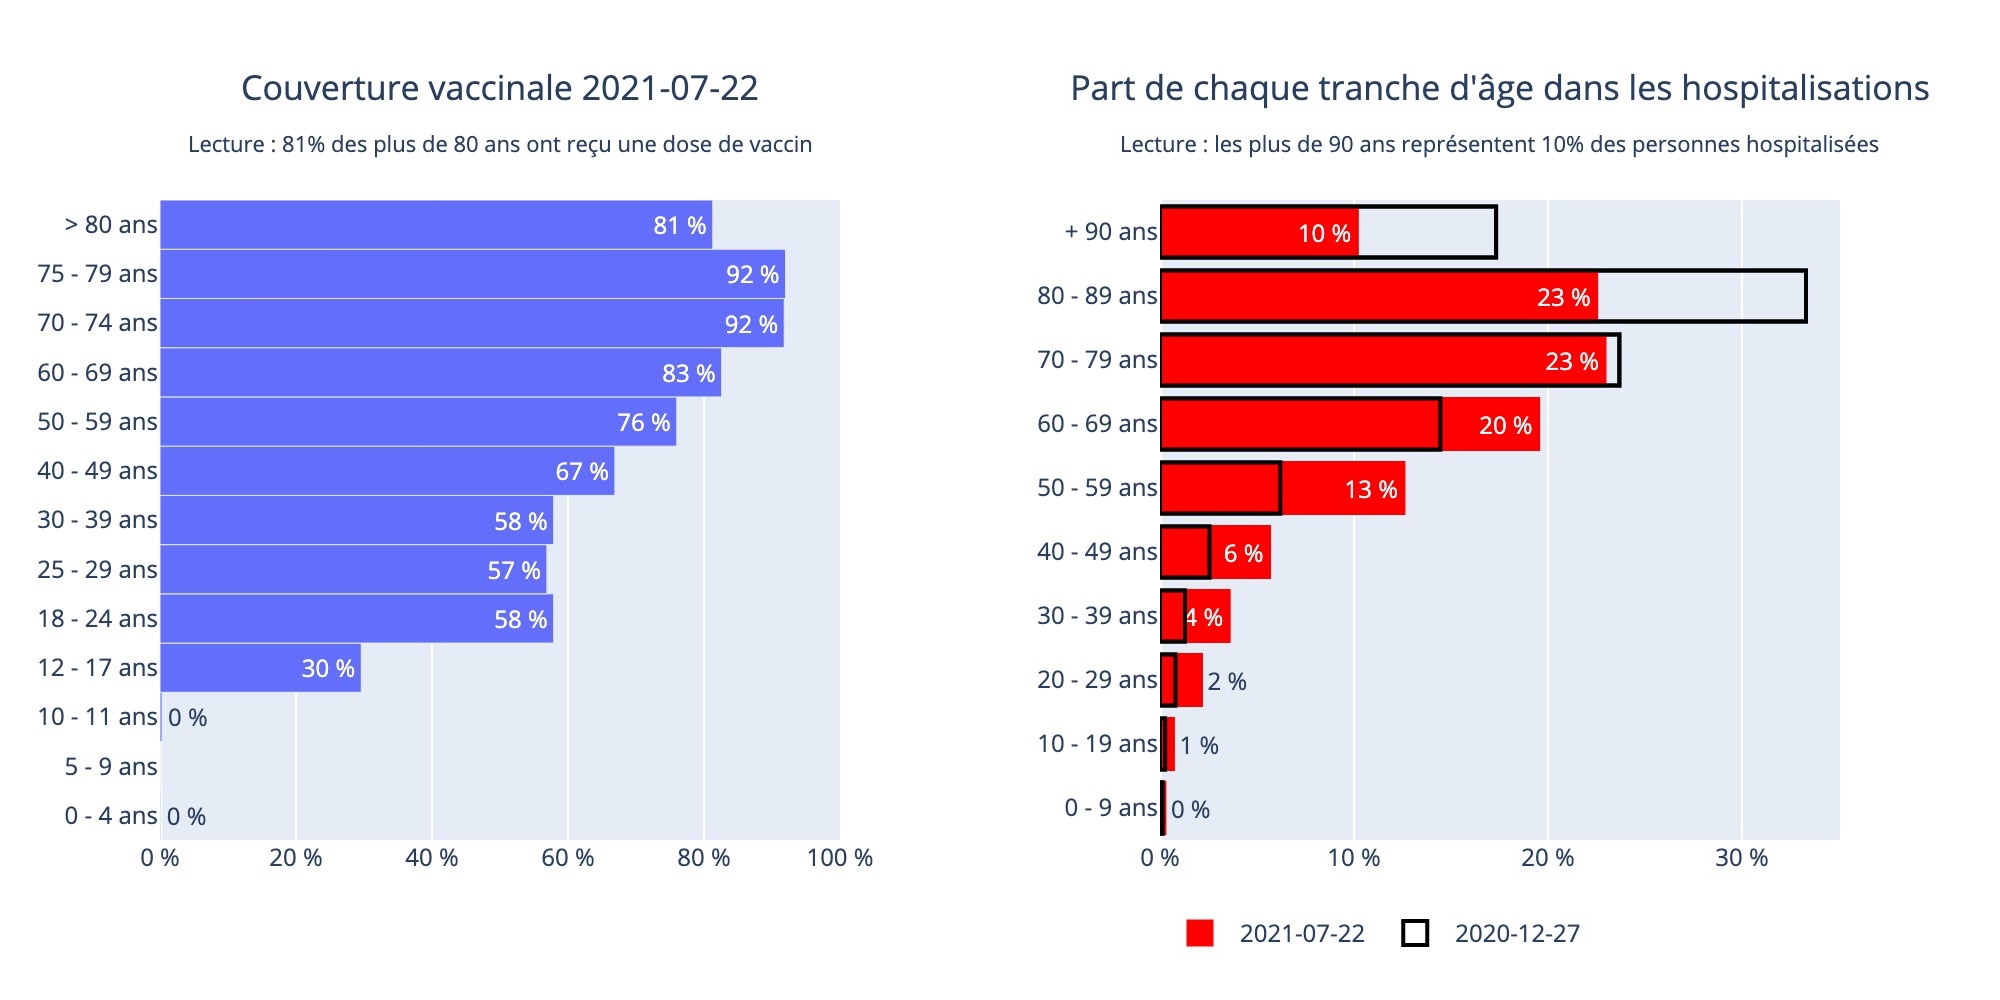 Couverture vaccinale 2021-07-22
Lecture : 81% des plus de 80 ans ont reçu une dose de vaccin
> 80 ans 81 %
75 - 79 ans 92 %
70 - 74 ans 92 %
60 - 69 ans 83 %
50 - 59 ans 76 %
40 - 49 ans 67 %
30 - 39 ans 58 %
25 - 29 ans 57 %
18 - 24 ans 58 %
12 - 17 ans 30 %
10 - 11 ans 0 %
5 - 9 ans
0 - 4 ans 0 %
0 % 20 % 40 % 60 % 80 % 100 %
Part de chaque tranche d'âge dans les hospitalisations
Lecture : les plus de 90 ans représentent 10% des personnes hospitalisées
+ 90 ans 10 %
80 - 89 ans 23 %
70 - 79 ans 23 %
60 - 69 ans 20 %
50 - 59 ans 13 %
40 - 49 ans 6 %
30 - 39 ans 4 %
20 - 29 ans 2 %
10 - 19 ans 1 %
0 - 9 ans 0 %
0 % 10 % 20 % 30 %
2021-07-22 2020-12-27